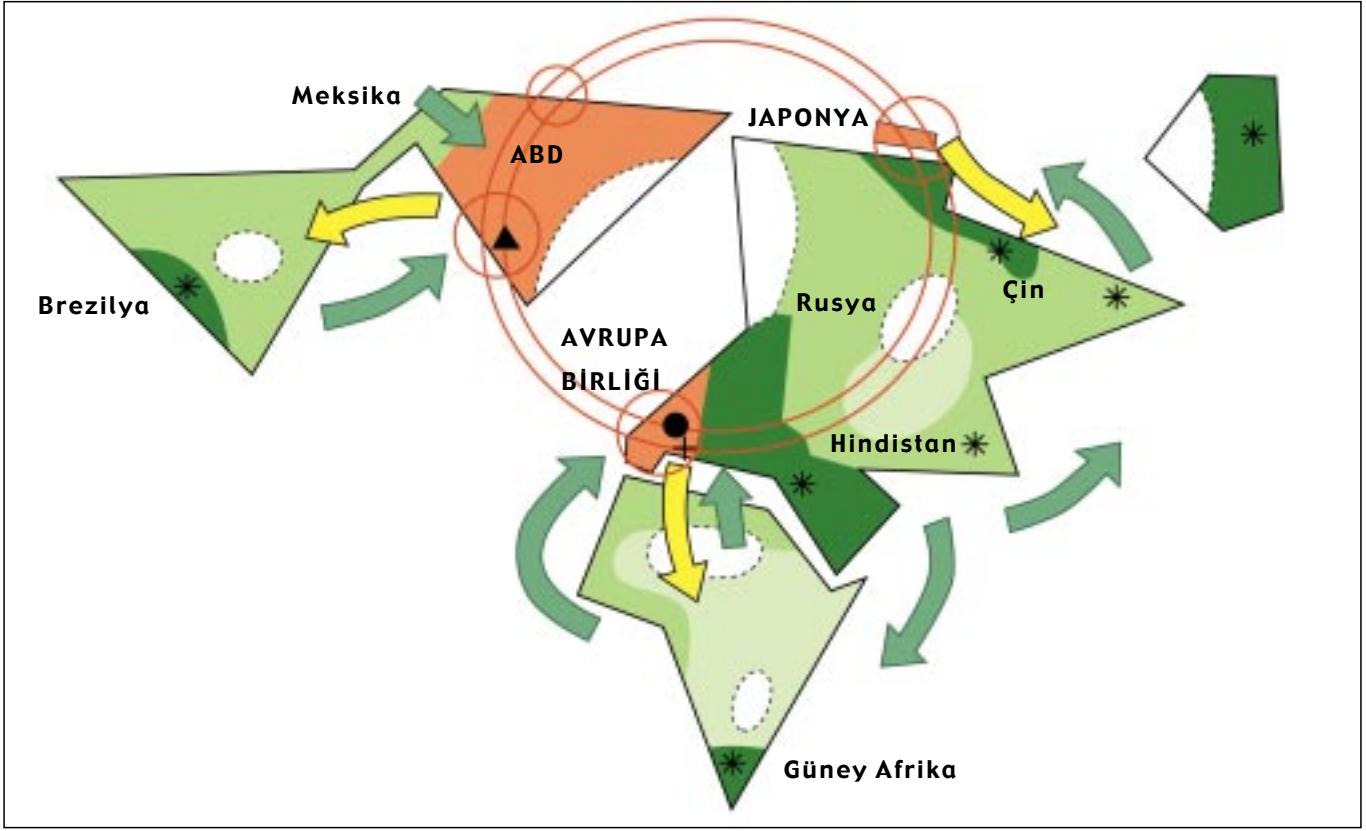 Meksika
JAPONYA
ABD
Brezilya
Rusya
Çin
AVRUPA
BİRLİĞİ
Hindistan
Güney Afrika